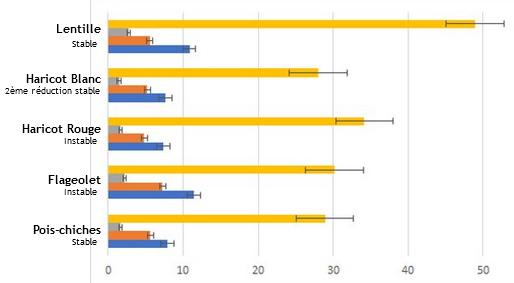 Lentille
Stable
Haricot Blanc
2ème réduction stable
Haricot Rouge
Instable
Flageolet
Instable
Pois-chiches
Stable
0 10 20 30 40 50